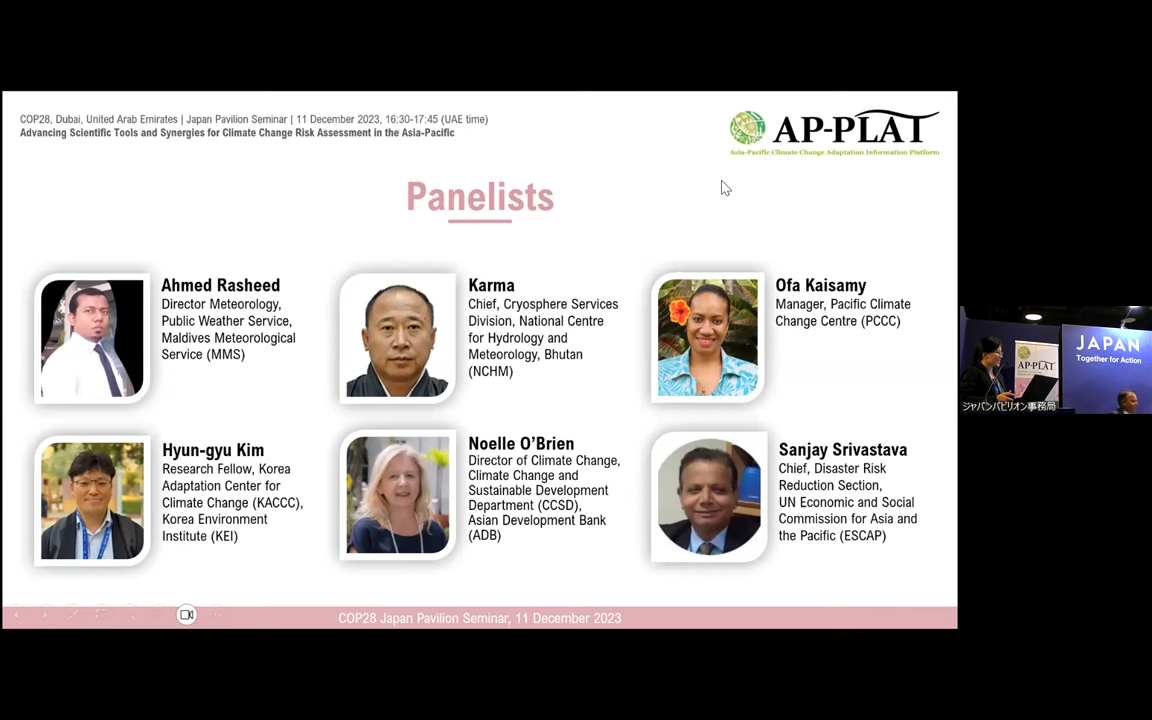 COP28, Dubai, United Arab Emirates | Japan Pavilion Seminar | 11 December 2023, 16:30-17:45 (UAE time)
Advancing Scientific Tools and Synergies for Climate Change Risk Assessment in the Asia-Pacific
AP-PLAT
Asia-Pacific Climate Change Adaptation Information Platform
Panelists
Ahmed Rasheed
Director Meteorology,
Public Weather Service,
Maldives Meteorological
Service (MMS)
Karma
Chief, Cryosphere Services
Division, National Centre
for Hydrology and
Meteorology, Bhutan
(NCHM)
Ofa Kaisamy
Manager, Pacific Climate
Change Centre (PCCC)
Hyun-gyu Kim
Research Fellow, Korea
Adaptation Center for
Climate Change (KACCC),
Korea Environment
Institute (KEI)
Noelle O'Brien
Director of Climate Change,
Climate Change and
Sustainable Development
Department (CCSD),
Asian Development Bank
(ADB)
Sanjay Srivastava
Chief, Disaster Risk
Reduction Section,
UN Economic and Social
Commission for Asia and
the Pacific (ESCAP)
COP28 Japan Pavilion Seminar, 11 December 2023
AP-PLAT
JAPAN
Together for Action
ジャパンパビリオン事務局